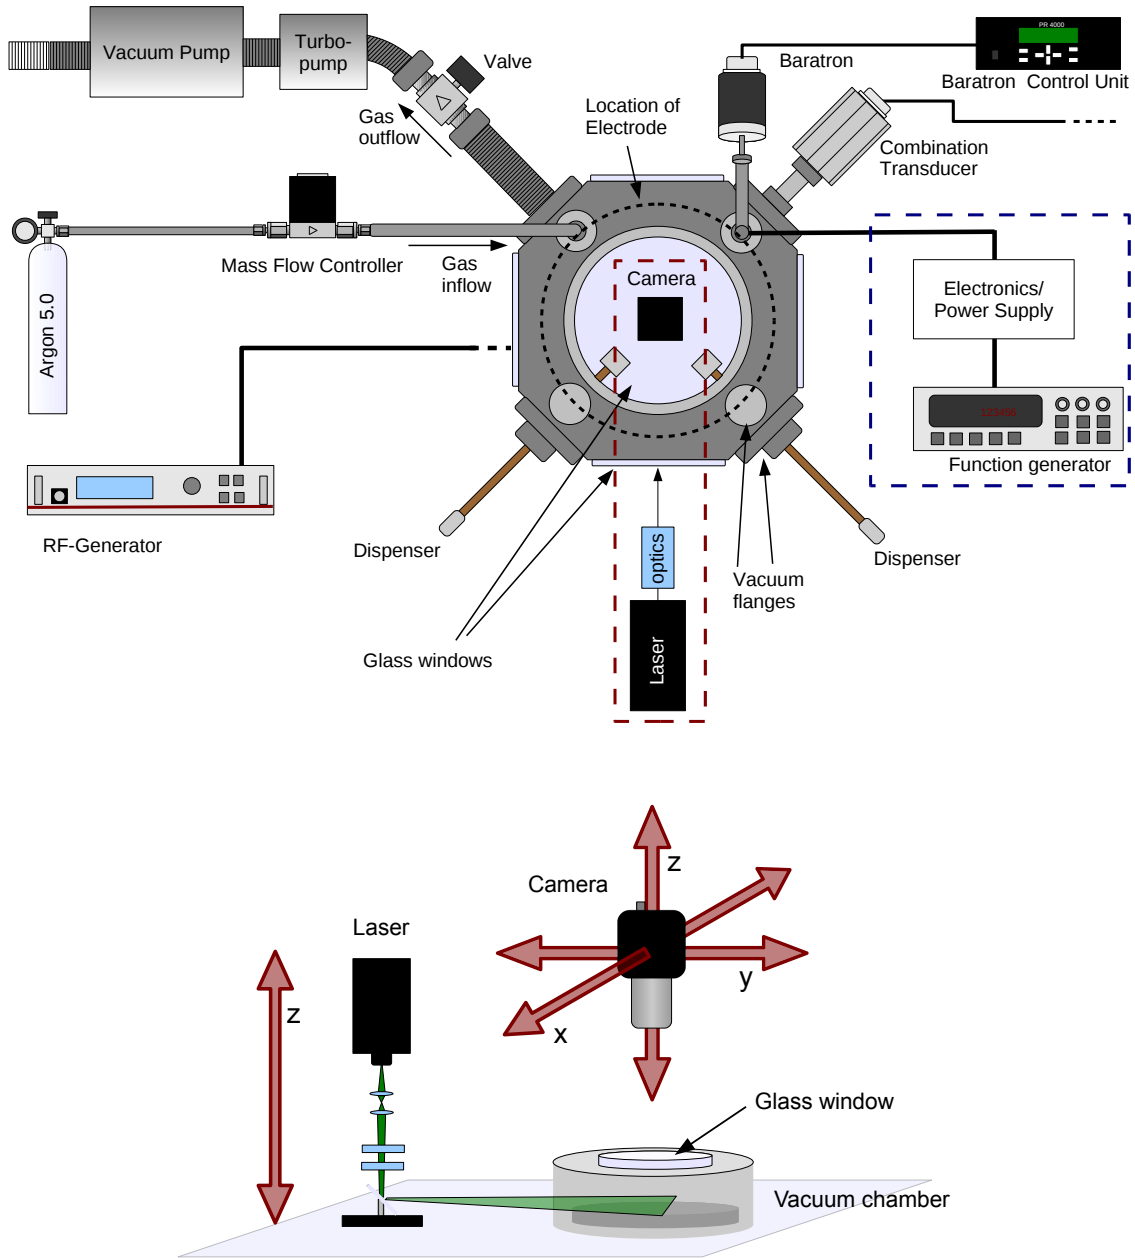 PR 4000
Vacuum Pump
Turbo-
pump
Valve
Baratron
Baratron Control Unit
Gas
outflow
Location of
Electrode
Combination
Transducer
Mass Flow Controller
Gas
inflow
Camera
Argon 5.0
Electronics/
Power Supply
123456
Function generator
RF-Generator
Dispenser
optics
Dispenser
Vacuum
flanges
Laser
Glass windows
z
Camera
Laser
y
z
x
Glass window
Vacuum chamber